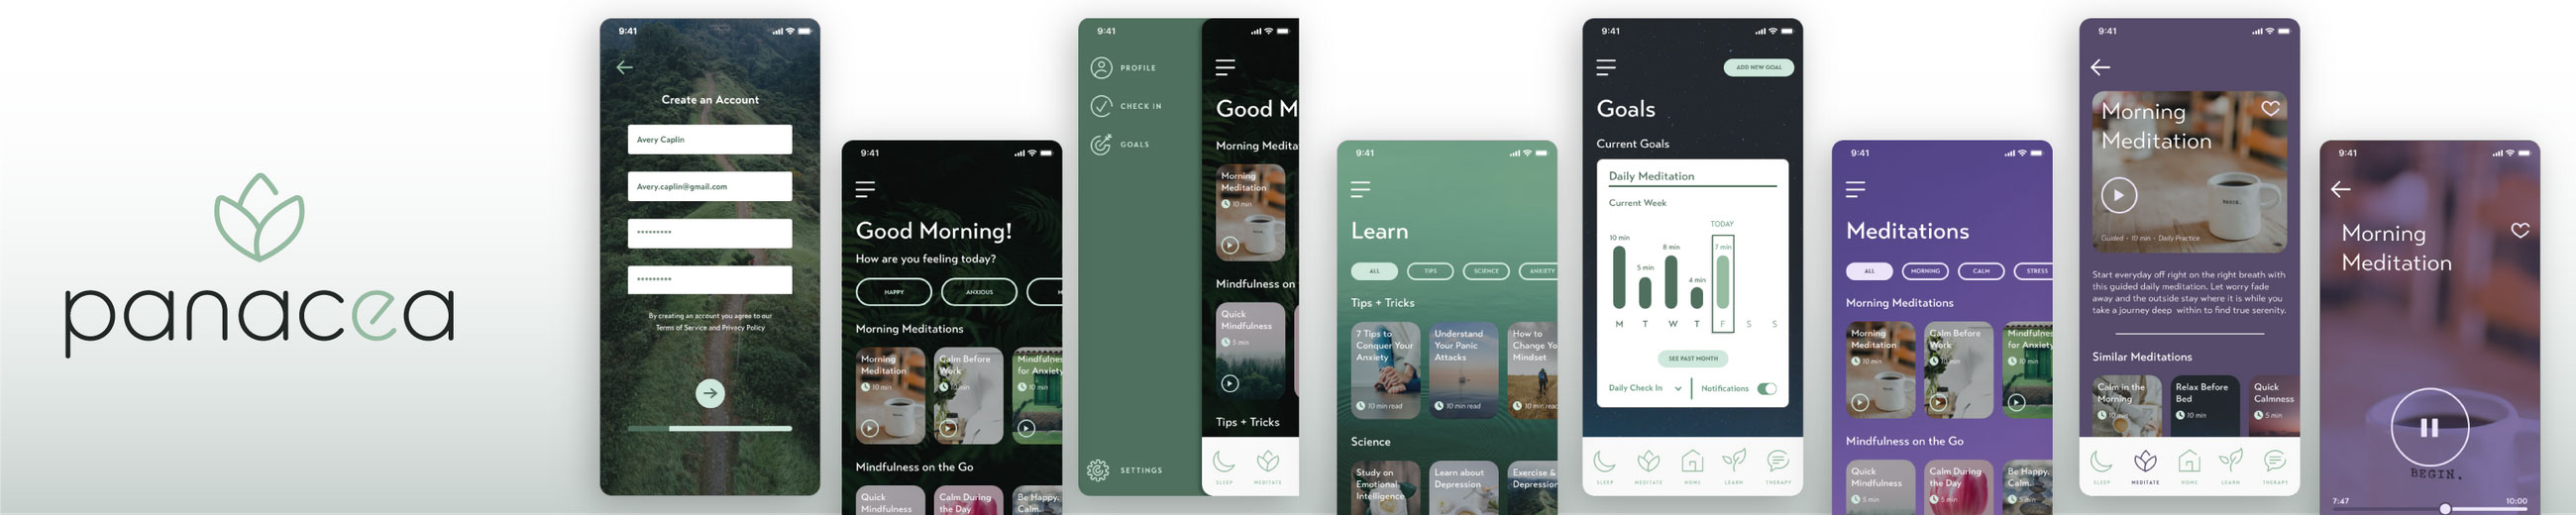 panacea
9:41
Create an Account
Avery Caplin
Avery.caplin@gmail.com
*********
*********
By creating an account you agree to our
Terms of Service and Privacy Policy
9:41
Good Morning!
How are you feeling today?
HAPPY
ANXIOUS
Morning Meditations
Morning
Meditation
10 min
Calm Before
Work
10 min
Mindfulnes
for Anxiety
10 min
Mindfulness on the Go
Quick
Mindfulness
Calm During
the Day
Be Happy.
Calm.
9:41
PROFILE
CHECK IN
GOALS
SETTINGS
Good M
Morning Medita
Morning
Meditation
10 min
Mindfulness on
Quick
Mindfulness
5 min
Tips + Tricks
SLEEP
MEDITATE
9:41
Learn
ALL
TIPS
SCIENCE
ANXIETY
Tips + Tricks
7 Tips to
Conquer Your
Anxiety
10 min read
Understand
Your Panic
Attacks
10 min read
How to
Change Yo
Mindset
10 min read
Science
Study on
Emotional
Intelligence
Learn about
Depression
Exercise &
Depression
9:41
ADD NEW GOAL
Goals
Current Goals
Daily Meditation
Current Week
TODAY
10 min
5 min
8 min
4 min
7 min
M
T
W
T
F
S
S
SEE PAST MONTH
Daily Check In
Notifications
SLEEP
MEDITATE
HOME
LEARN
THERAPY
9:41
Meditations
ALL
MORNING
CALM
STRESS
Morning Meditations
Morning
Meditation
10 min
Calm Before
Work
10 min
Mindfulnes
for Anxiety
10 min
Mindfulness on the Go
Quick
Mindfulness
5 min
Calm During
the Day
5 min
Be Happy.
Calm.
5 min
9:41
Morning
Meditation
Guided • 10 min • Daily Practice
Start everyday off right on the right breath with
this guided daily meditation. Let worry fade
away and the outside stay where it is while you
take a journey deep within to find true serenity.
Similar Meditations
Calm in the
Morning
10 min
Relax Before
Bed
10 min
Quick
Calmness
5 min
SLEEP
MEDITATE
HOME
LEARN
THERAPY
9:41
Morning
Meditation
BEGIN.
7:47
10:00